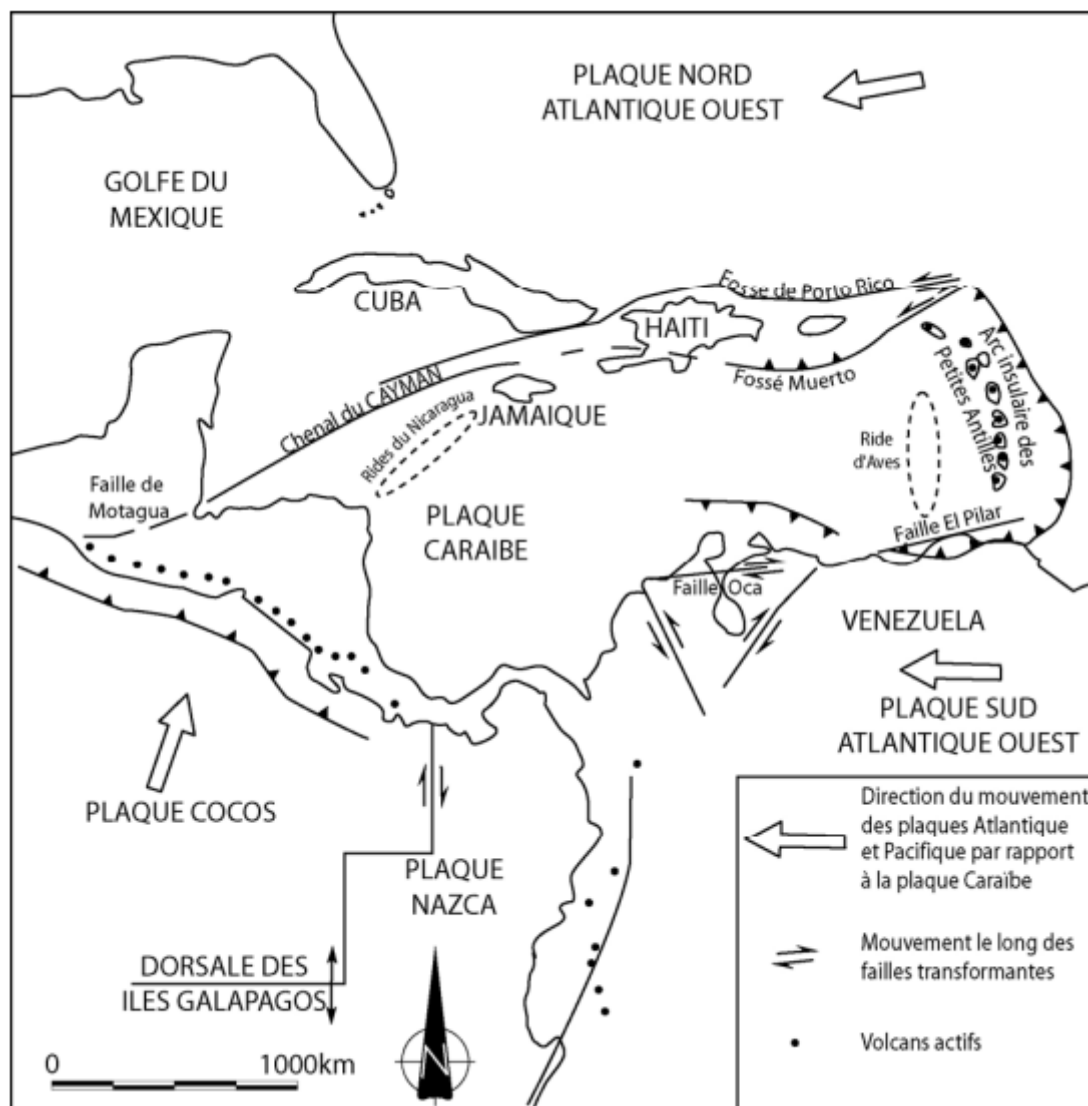 PLAQUE NORD
ATLANTIQUE OUEST
GOLFE DU
MEXIQUE
CUBA
Fosse de Porto Rico
HAITI
Fossé Muerto
Arc insulaire des
Petites Antilles
Chenal du CAYMAN
JAMAIQUE
Rides du Nicaragua
Ride
d'Aves
Faille de
Motagua
PLAQUE
CARAIBE
Faille El Pilar
Faille Oca
VENEZUELA
PLAQUE SUD
ATLANTIQUE OUEST
PLAQUE COCOS
PLAQUE
NAZCA
DORSALE DES
ILES GALAPAGOS
N
0 1000km
Direction du mouvement
des plaques Atlantique
et Pacifique par rapport
à la plaque Caraïbe
Mouvement le long des
failles transformantes
Volcans actifs